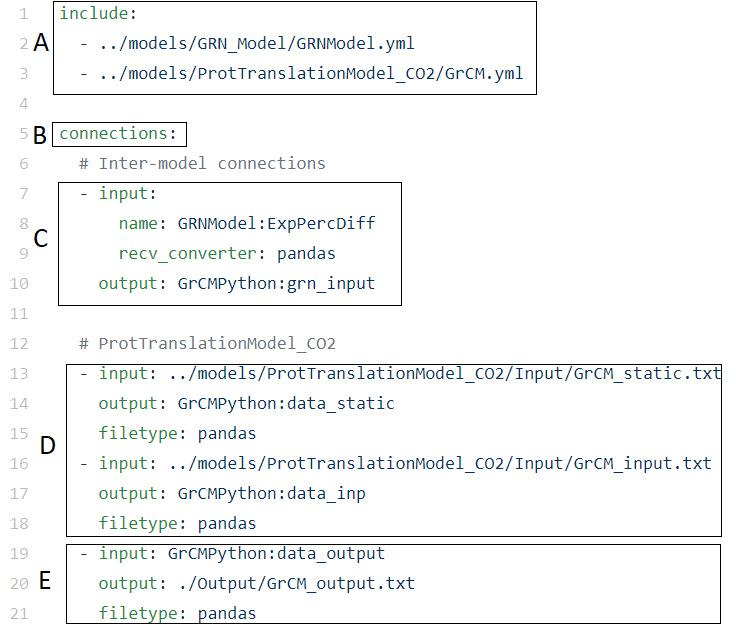 1 include:
A 2 - ../models/GRN_Model/GRNModel.yml
3 - ../models/ProtTranslationModel_CO2/GrCM.yml
4
B 5 connections:
6 # Inter-model connections
7 - input:
8 name: GRNModel:ExpPercDiff
C 9 recv_converter: pandas
10 output: GrCMPython:grn_input
11
12 # ProtTranslationModel_CO2
13 - input: ../models/ProtTranslationModel_CO2/Input/GrCM_static.txt
14 output: GrCMPython:data_static
15 filetype: pandas
D 16 - input: ../models/ProtTranslationModel_CO2/Input/GrCM_input.txt
17 output: GrCMPython:data_inp
18 filetype: pandas
19 - input: GrCMPython:data_output
E 20 output: ./Output/GrCM_output.txt
21 filetype: pandas